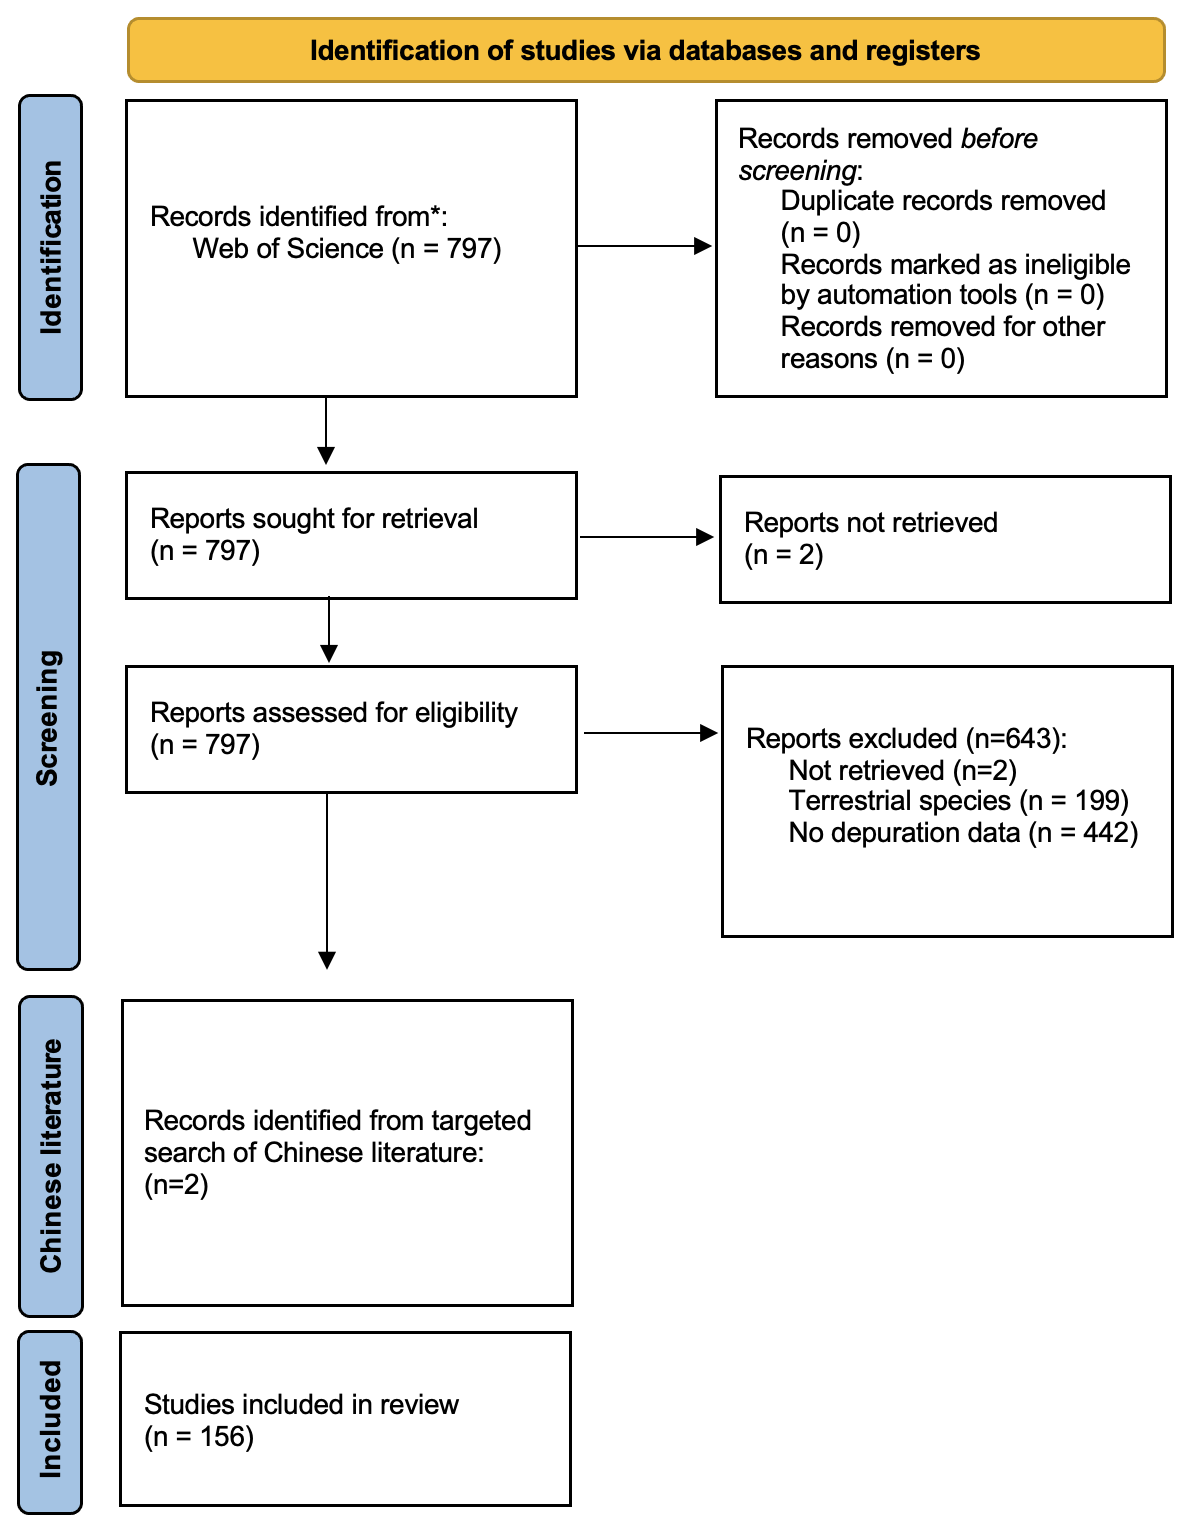 Identification of studies via databases and registers
Identification
Records identified from*:
Web of Science (n = 797)
Records removed before
screening:
Duplicate records removed
(n = 0)
Records marked as ineligible
by automation tools (n = 0)
Records removed for other
reasons (n = 0)
Screening
Reports sought for retrieval
(n = 797)
Reports not retrieved
(n = 2)
Reports assessed for eligibility
(n = 797)
Reports excluded (n=643):
Not retrieved (n=2)
Terrestrial species (n = 199)
No depuration data (n = 442)
Chinese literature
Records identified from targeted
search of Chinese literature:
(n=2)
Included
Studies included in review
(n = 156)